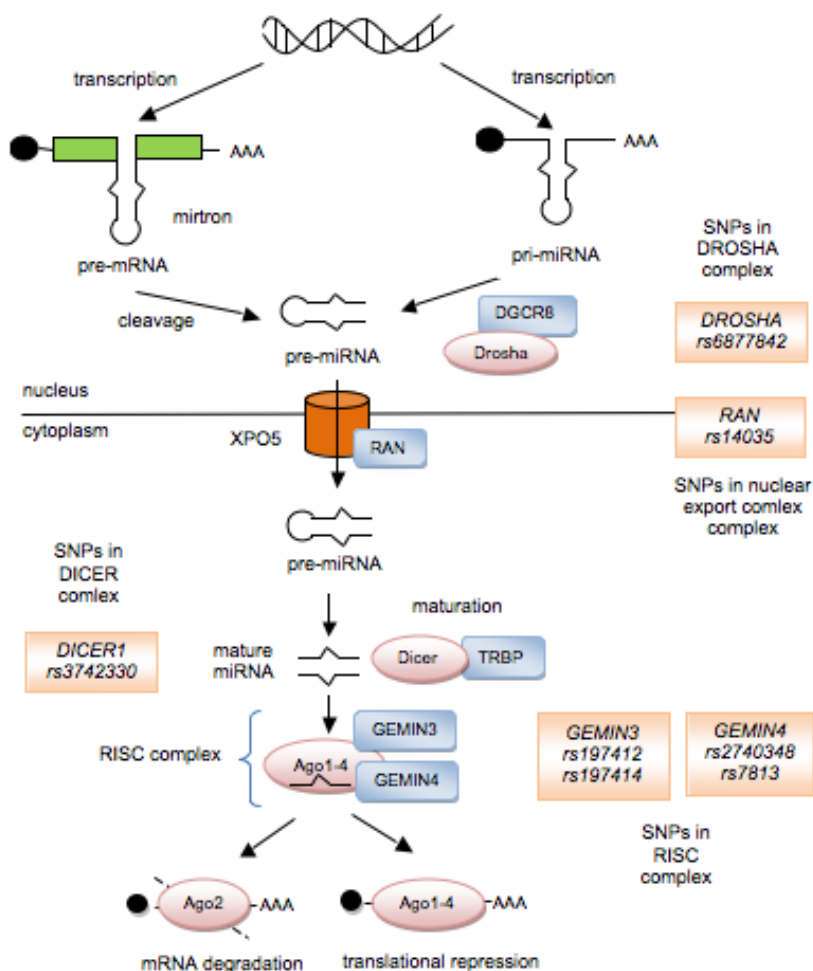 transcription
transcription
AAA
AAA
mirtron
pre-mRNA
pri-miRNA
SNPs in
DROSHA
complex
cleavage
pre-miRNA
DGCR8
Drosha
DROSHA
rs6877842
nucleus
cytoplasm
XPO5
RAN
RAN
rs14035
SNPs in nuclear
export comlex
complex
pre-miRNA
SNPs in
DICER
comlex
maturation
DICER1
rs3742330
mature
miRNA
Dicer
TRBP
RISC complex
GEMIN3
Ago1-4
GEMIN4
GEMIN3
rs197412
rs197414
GEMIN4
rs2740348
rs7813
SNPs in
RISC
complex
Ago2
AAA
Ago1-4
AAA
mRNA degradation
translational repression